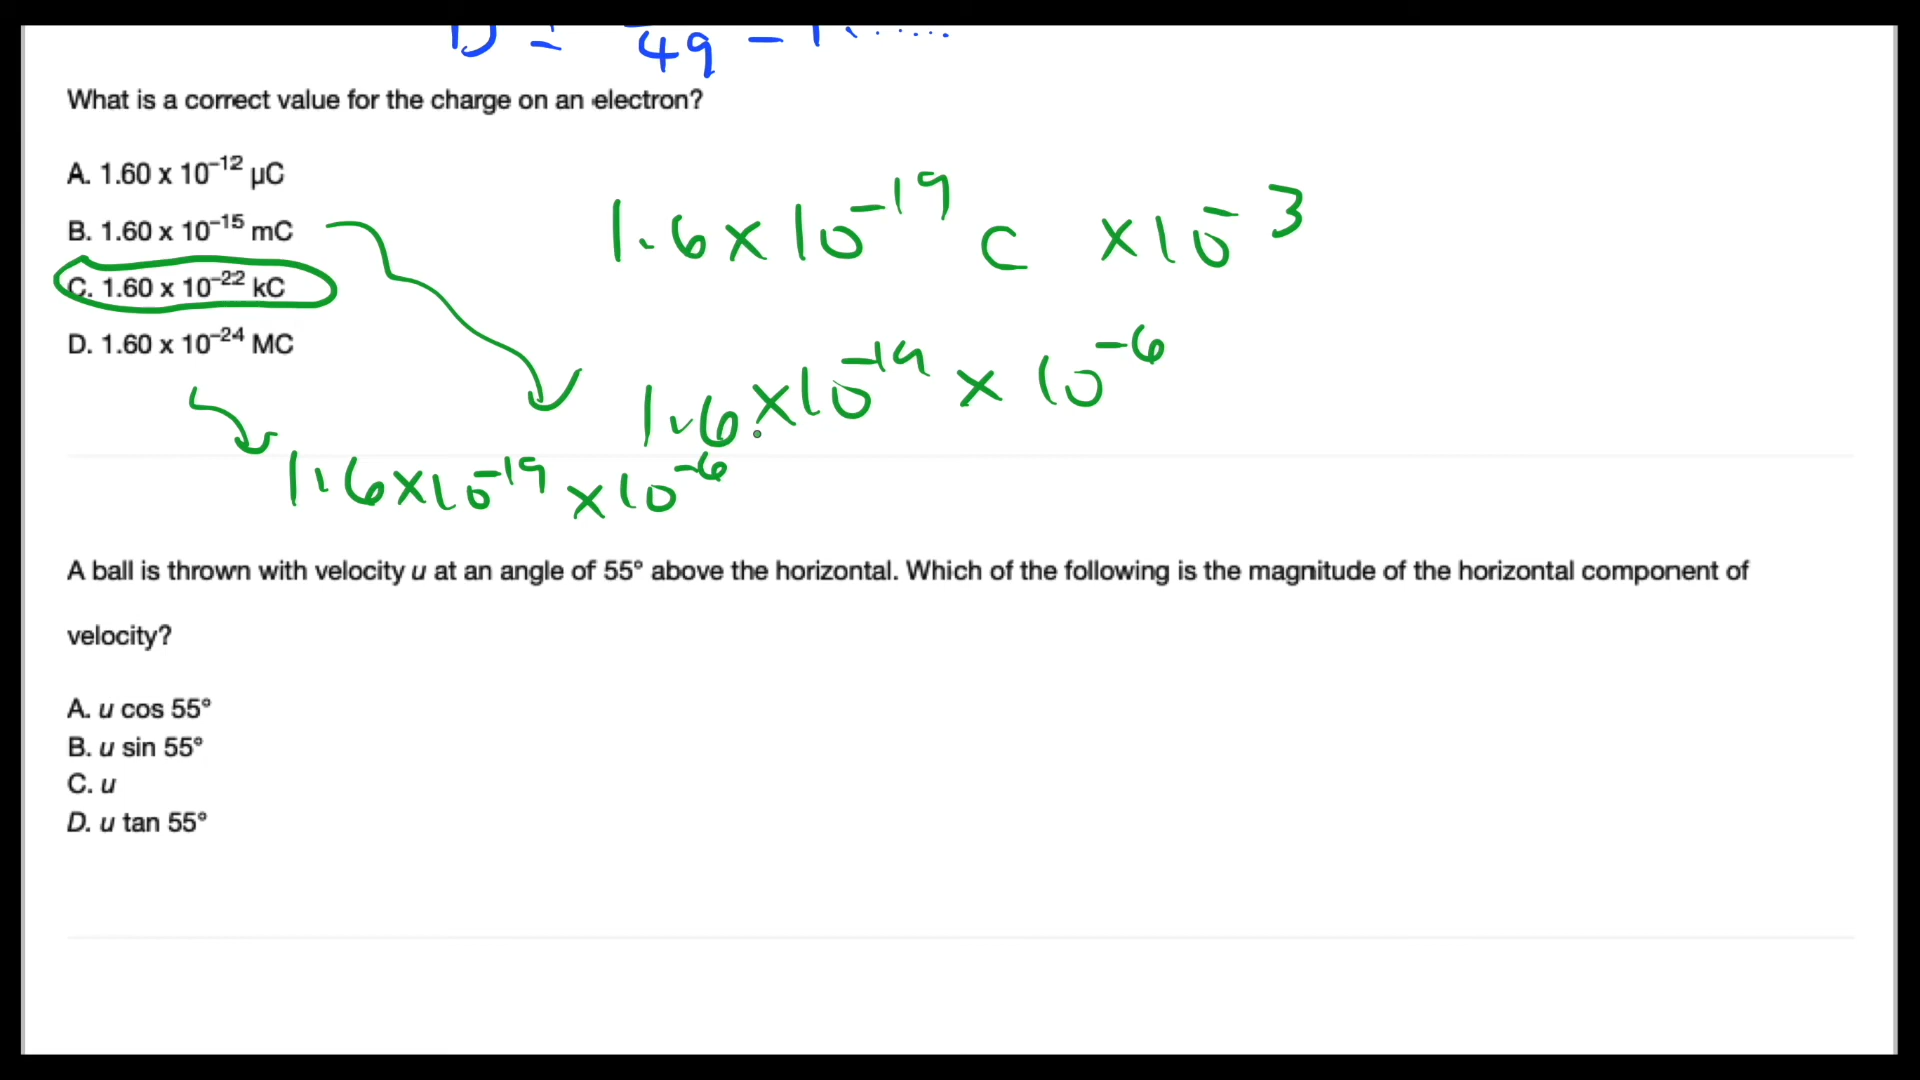 49 -
What is a correct value for the charge on an electron?
A. 1.60 x 10⁻¹² µC
B. 1.60 x 10⁻¹⁵ mC
C. 1.60 x 10⁻²² kC
D. 1.60 x 10⁻²⁴ MC
1.6 x 10⁻¹⁹ C x 10⁻³
1.6 x 10⁻¹⁹ x 10⁻⁶
1.6 x 10⁻¹⁹ x 10⁻⁶
A ball is thrown with velocity u at an angle of 55° above the horizontal. Which of the following is the magnitude of the horizontal component of
velocity?
A. u cos 55°
B. u sin 55°
C. u
D. u tan 55°